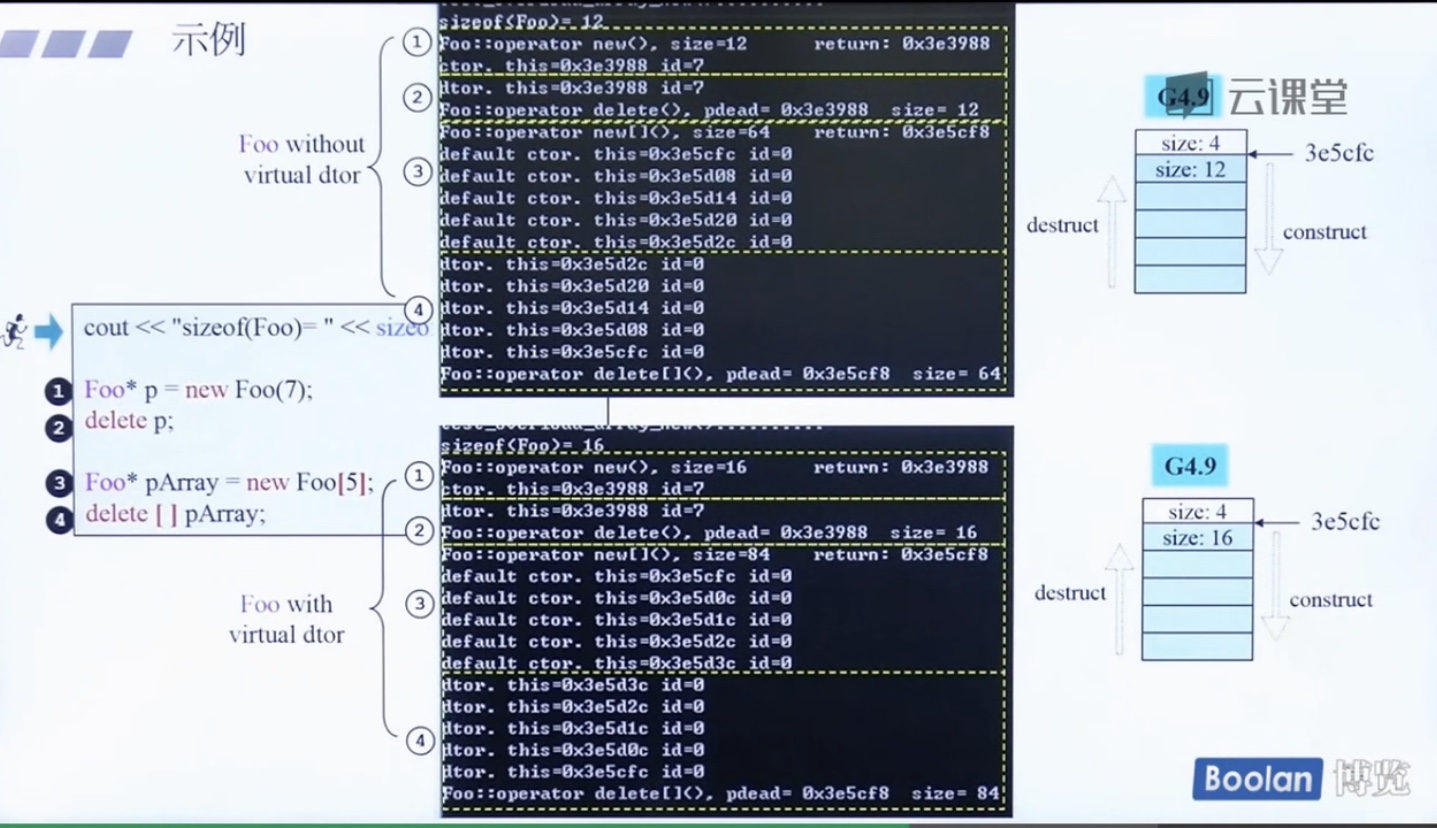 示例
sizeof(Foo)= 12
① Foo::operator new(), size=12 return: 0x3e3988
ctor. this=0x3e3988 id=7
② dtor. this=0x3e3988 id=7
Foo::operator delete(), pdead= 0x3e3988 size= 12
③ Foo::operator new[](), size=64 return: 0x3e5cf8
default ctor. this=0x3e5cfc id=0
default ctor. this=0x3e5d08 id=0
default ctor. this=0x3e5d14 id=0
default ctor. this=0x3e5d20 id=0
default ctor. this=0x3e5d2c id=0
④ dtor. this=0x3e5d2c id=0
dtor. this=0x3e5d20 id=0
dtor. this=0x3e5d14 id=0
dtor. this=0x3e5d08 id=0
dtor. this=0x3e5cfc id=0
Foo::operator delete[](), pdead= 0x3e5cf8 size= 64
Foo without
virtual dtor
G4.9
云课堂
size: 4
3e5cfc
size: 12
destruct
construct
cout << "sizeof(Foo)= " << sizeo
❶ Foo* p = new Foo(7);
❷ delete p;
❸ Foo* pArray = new Foo[5];
❹ delete [ ] pArray;
sizeof(Foo)= 16
① Foo::operator new(), size=16 return: 0x3e3988
ctor. this=0x3e3988 id=7
② dtor. this=0x3e3988 id=7
Foo::operator delete(), pdead= 0x3e3988 size= 16
③ Foo::operator new[](), size=84 return: 0x3e5cf8
default ctor. this=0x3e5cfc id=0
default ctor. this=0x3e5d0c id=0
default ctor. this=0x3e5d1c id=0
default ctor. this=0x3e5d2c id=0
default ctor. this=0x3e5d3c id=0
④ dtor. this=0x3e5d3c id=0
dtor. this=0x3e5d2c id=0
dtor. this=0x3e5d1c id=0
dtor. this=0x3e5d0c id=0
dtor. this=0x3e5cfc id=0
Foo::operator delete[](), pdead= 0x3e5cf8 size= 84
Foo with
virtual dtor
G4.9
size: 4
3e5cfc
size: 16
destruct
construct
Boolan 博览